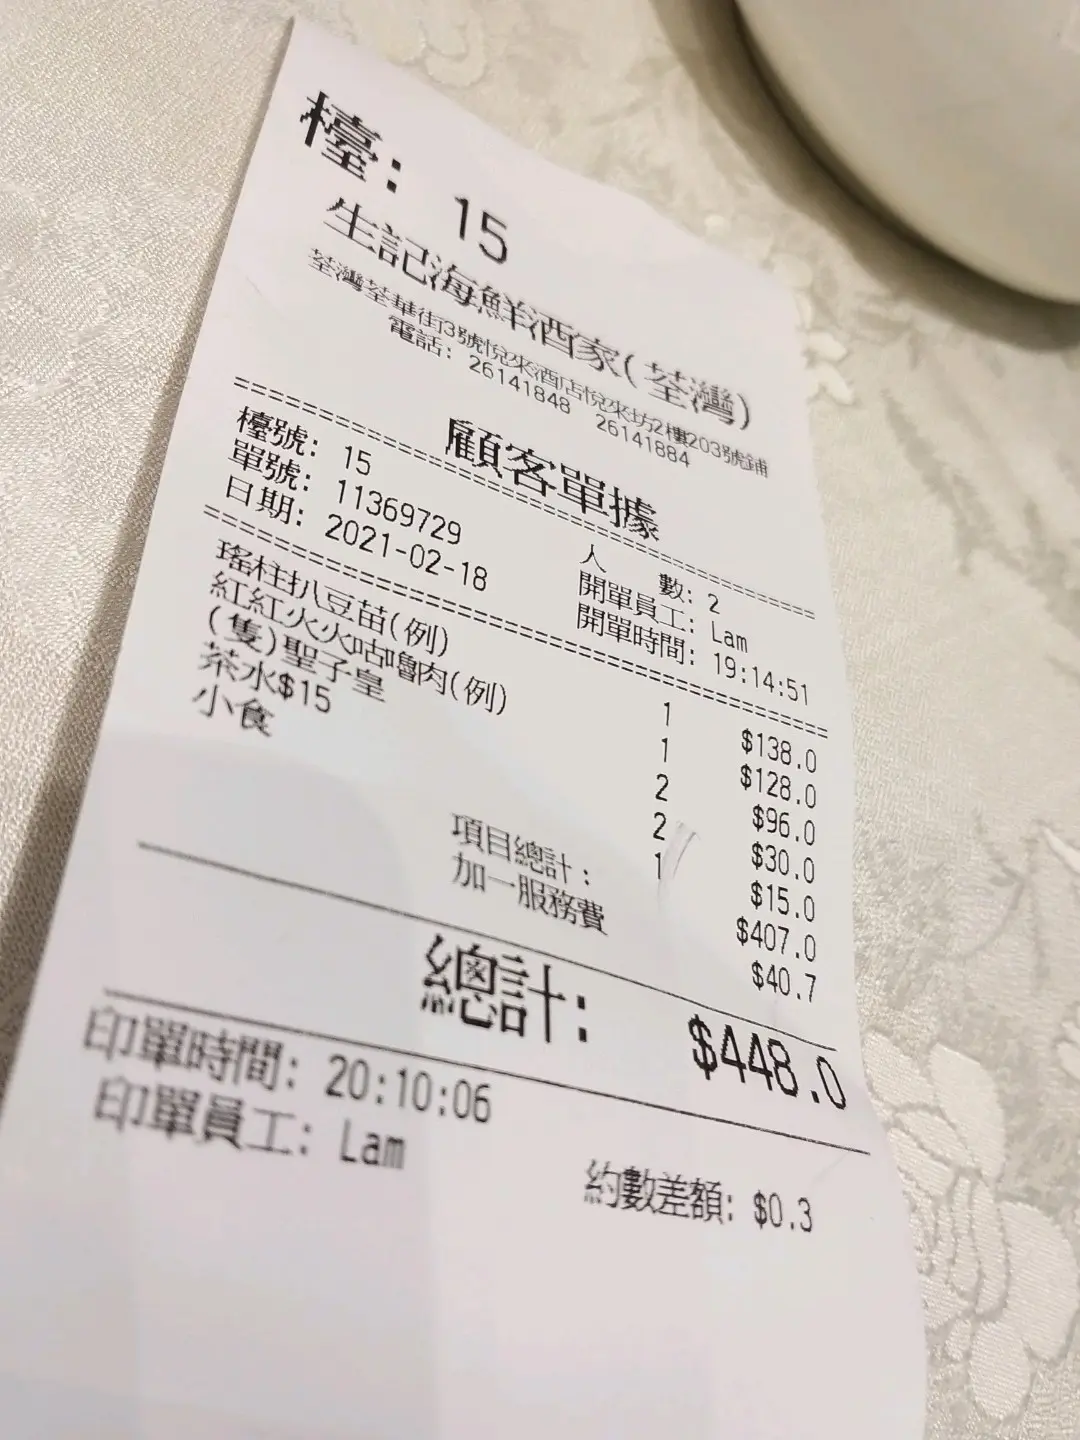 檯: 15
生記海鮮酒家(荃灣)
荃灣荃華街3號悅來酒店悅來坊2樓203號鋪
電話: 26141848 26141884
顧客單據
檯號: 15 人 數: 2
單號: 11369729 開單員工: Lam
日期: 2021-02-18 開單時間: 19:14:51
瑤柱扒豆苗(例) 1 $138.0
紅紅火火咕嚕肉(例) 1 $128.0
(隻)聖子皇 2 $96.0
茶水$15 2 $30.0
小食 1 $15.0
項目總計: $407.0
加一服務費 $40.7
總計: $448.0
印單時間: 20:10:06
印單員工: Lam
約數差額: $0.3